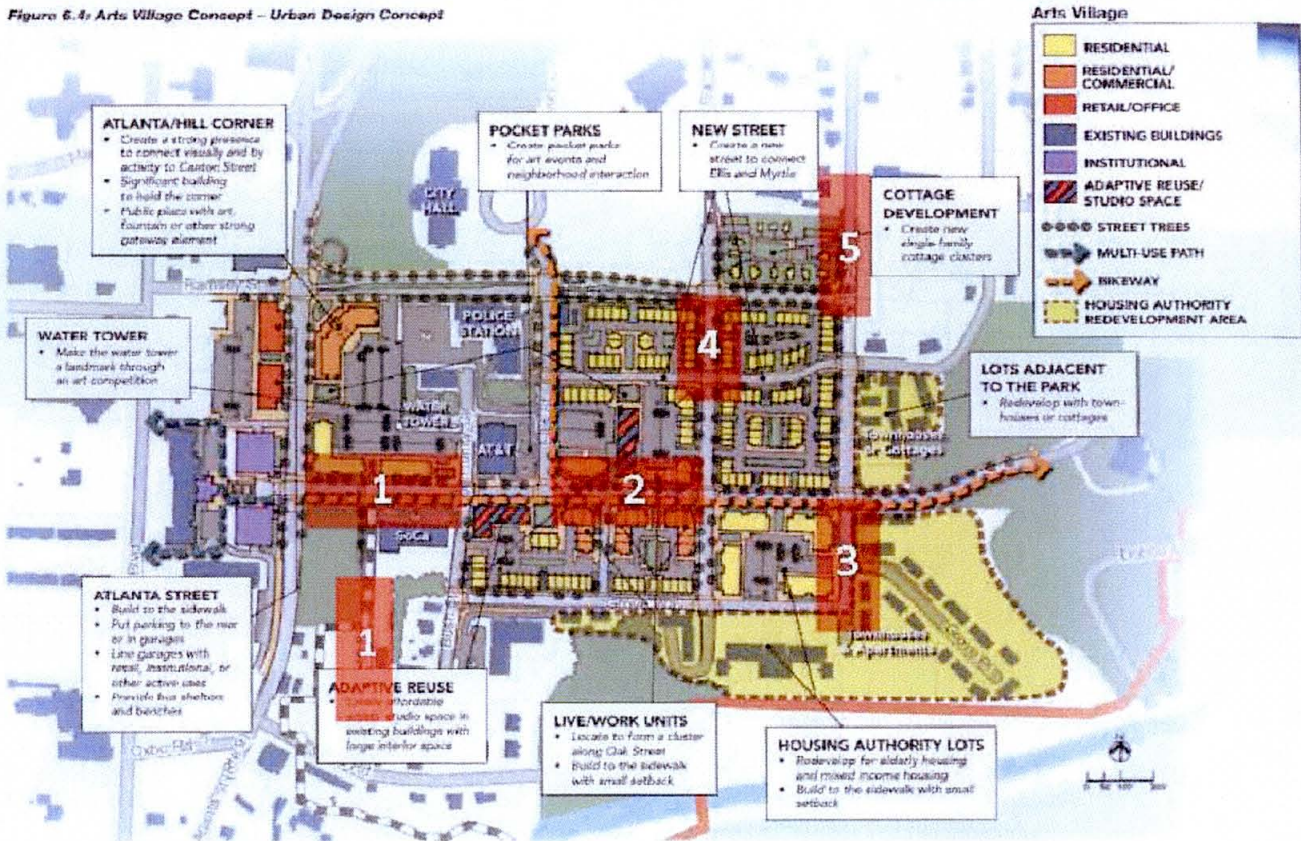 Figure 6.4: Arts Village Concept – Urban Design Concept
Arts Village
RESIDENTIAL
RESIDENTIAL/
COMMERCIAL
RETAIL/OFFICE
EXISTING BUILDINGS
INSTITUTIONAL
ADAPTIVE REUSE/
STUDIO SPACE
STREET TREES
MULTI-USE PATH
BIKEWAY
HOUSING AUTHORITY
REDEVELOPMENT AREA
ATLANTA/HILL CORNER
• Create a strong presence
to connect visually and by
activity to Canton Street
• Significant building
to hold the corner
• Public place with art,
fountain or other strong
gateway element
POCKET PARKS
• Create pocket parks
for art events and
neighborhood interaction
NEW STREET
• Create a new
street to connect
Ellis and Myrtle
COTTAGE
DEVELOPMENT
• Create new
single-family
cottage clusters
CITY
HALL
5
POLICE
STATION
4
WATER TOWER
• Make the water tower
a landmark through
an art competition
LOTS ADJACENT
TO THE PARK
• Redevelop with town-
houses or cottages
WATER
TOWER
AT&T
Townhouses
or Cottages
1
2
SoCa
3
ATLANTA STREET
• Build to the sidewalk
• Put parking to the rear
or in garages
• Line garages with
retail, institutional, or
other active uses
• Provide bus shelters
and benches
1
Townhouses
or Apartments
ADAPTIVE REUSE
affordable
studio space in
existing buildings with
large interior space
LIVE/WORK UNITS
• Locate to form a cluster
along Oak Street
• Build to the sidewalk
with small setback
HOUSING AUTHORITY LOTS
• Redevelop for elderly housing
and mixed income housing
• Build to the sidewalk with small
setback
0 50 100 200